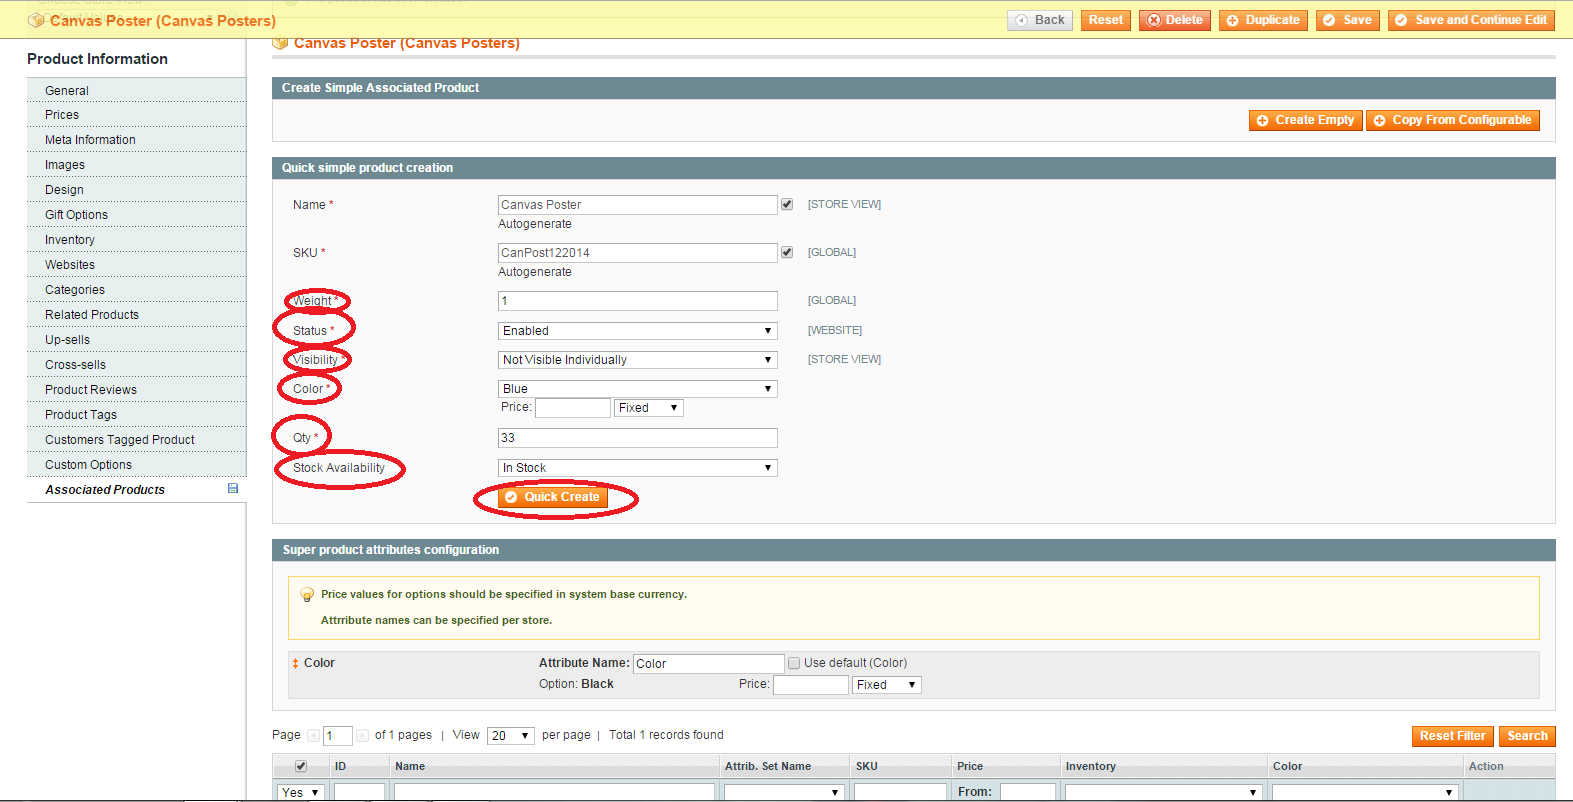 Canvas Poster (Canvas Posters)
Back Reset Delete Duplicate Save Save and Continue Edit
Canvas Poster (Canvas Posters)
Product Information
General
Prices
Meta Information
Images
Design
Gift Options
Inventory
Websites
Categories
Related Products
Up-sells
Cross-sells
Product Reviews
Product Tags
Customers Tagged Product
Custom Options
Associated Products
Create Simple Associated Product
Create Empty Copy From Configurable
Quick simple product creation
Name * Canvas Poster [STORE VIEW]
Autogenerate
SKU * CanPost122014 [GLOBAL]
Autogenerate
Weight * 1 [GLOBAL]
Status * Enabled [WEBSITE]
Visibility * Not Visible Individually [STORE VIEW]
Color * Blue
Price: Fixed
Qty * 33
Stock Availability In Stock
Quick Create
Super product attributes configuration
Price values for options should be specified in system base currency.
Attrribute names can be specified per store.
Color Attribute Name: Color Use default (Color)
Option: Black Price: Fixed
Page 1 of 1 pages | View 20 per page | Total 1 records found
Reset Filter Search
ID Name Attrib. Set Name SKU Price Inventory Color Action
Yes From: